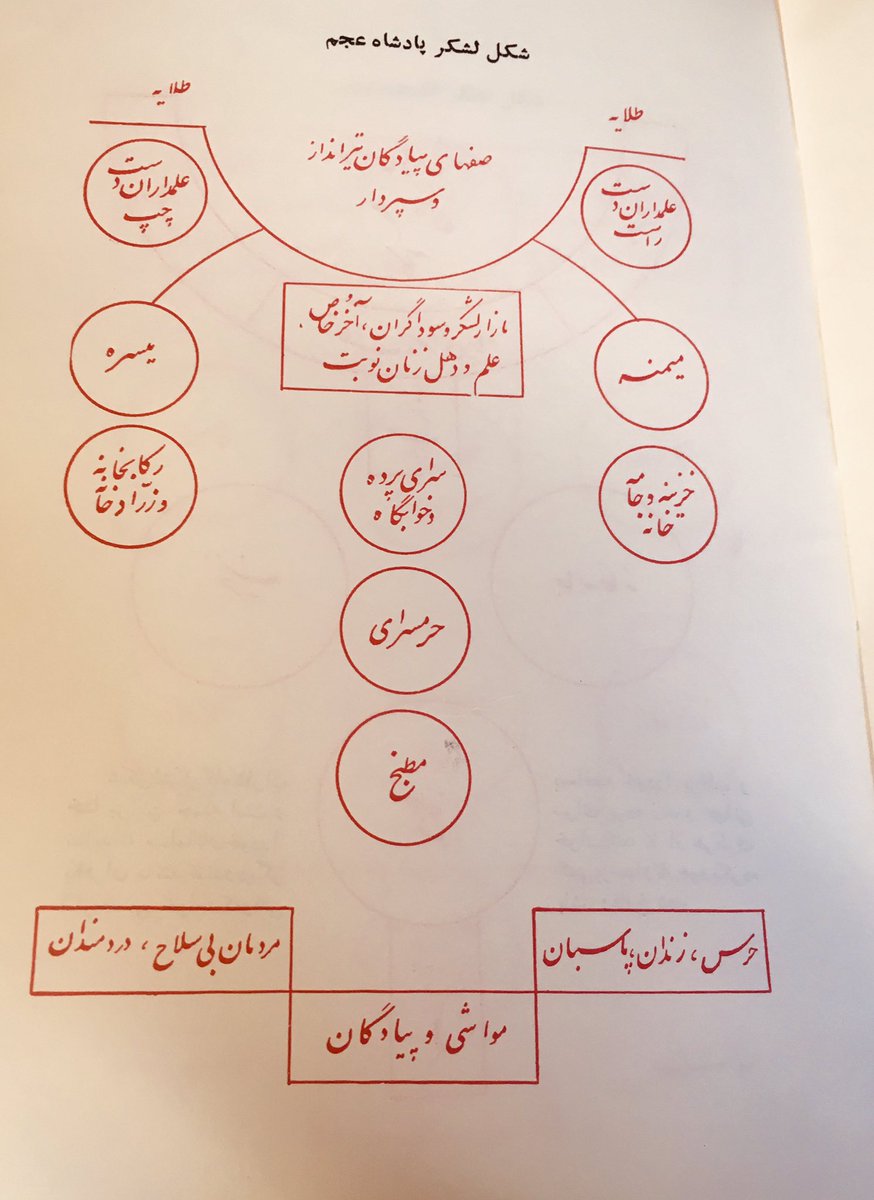 شکل لشکر پادشاه عجم
طلایه
طلایه
صفهای پیادگان تیرانداز
و سپردار
علمداران دست
راست
علمداران دست
چپ
بازار لشکر و سوداگران، آخر خاص و
علم و دهل زنان نوبت
میمنه
میسره
خزینه و جامه
خانه
سرای پرده
و خوابگاه
رکابخانه
و زرادخانه
حرمسرای
مطبخ
حرس، زندان، پاسبان
مردمان بی سلاح، دردمندان
مواشی و پیادگان